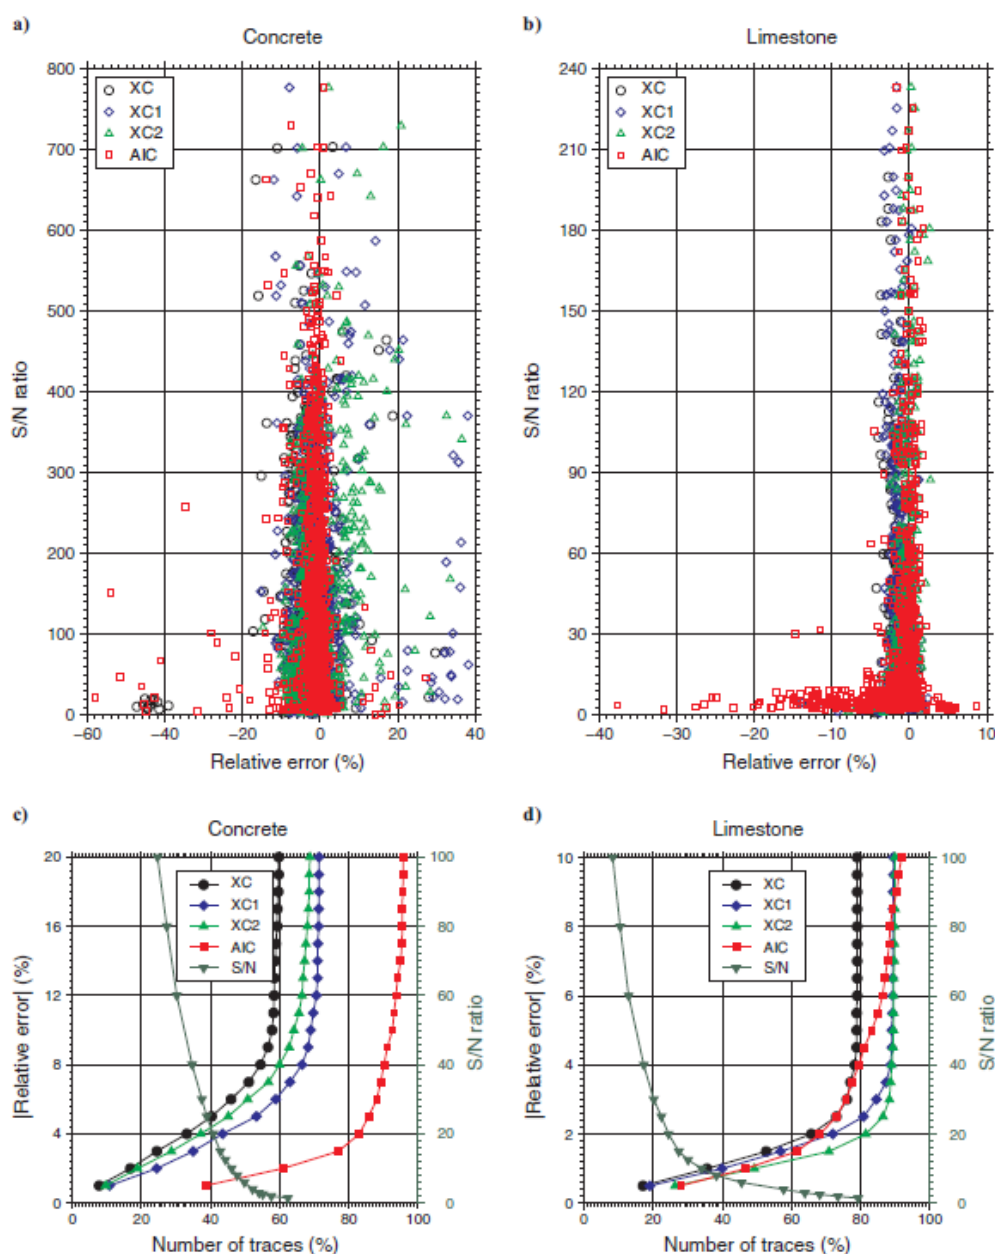 a)
Concrete
800
700
600
500
400
300
200
100
0
S/N ratio
XC
XC1
XC2
AIC
−60 −40 −20 0 20 40
Relative error (%)
b)
Limestone
240
210
180
150
120
90
60
30
0
S/N ratio
XC
XC1
XC2
AIC
−40 −30 −20 −10 0 10
Relative error (%)
c)
Concrete
20
16
12
8
4
0
|Relative error| (%)
XC
XC1
XC2
AIC
S/N
100
80
60
40
20
0
S/N ratio
0 20 40 60 80 100
Number of traces (%)
d)
Limestone
10
8
6
4
2
0
|Relative error| (%)
XC
XC1
XC2
AIC
S/N
100
80
60
40
20
0
S/N ratio
0 20 40 60 80 100
Number of traces (%)